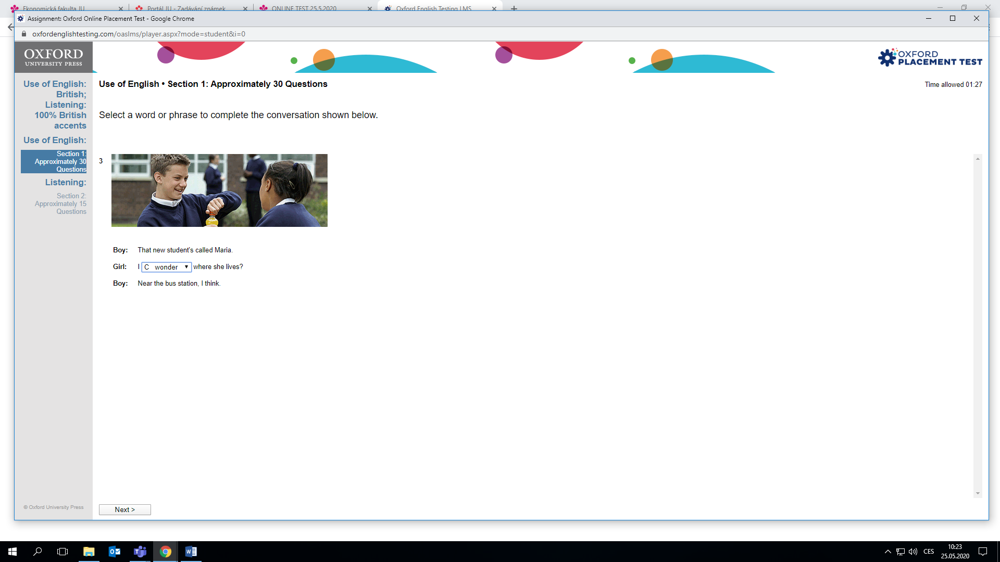 Ekonomická fakulta JU
Portál JU - Zadávání známek
ONLINE TEST 25.5.2020
Oxford English Testing LMS
Assignment: Oxford Online Placement Test - Google Chrome
oxfordenglishtesting.com/oaslms/player.aspx?mode=student&i=0
OXFORD
UNIVERSITY PRESS
OXFORD
PLACEMENT TEST
Use of English:
British;
Listening:
100% British
accents
Use of English:
Section 1:
Approximately 30
Questions
Listening:
Section 2:
Approximately 15
Questions
© Oxford University Press
Use of English • Section 1: Approximately 30 Questions
Time allowed 01:27
Select a word or phrase to complete the conversation shown below.
3
Boy: That new student's called Maria.
Girl: I C wonder where she lives?
Boy: Near the bus station, I think.
Next >
CES
10:23
25.05.2020